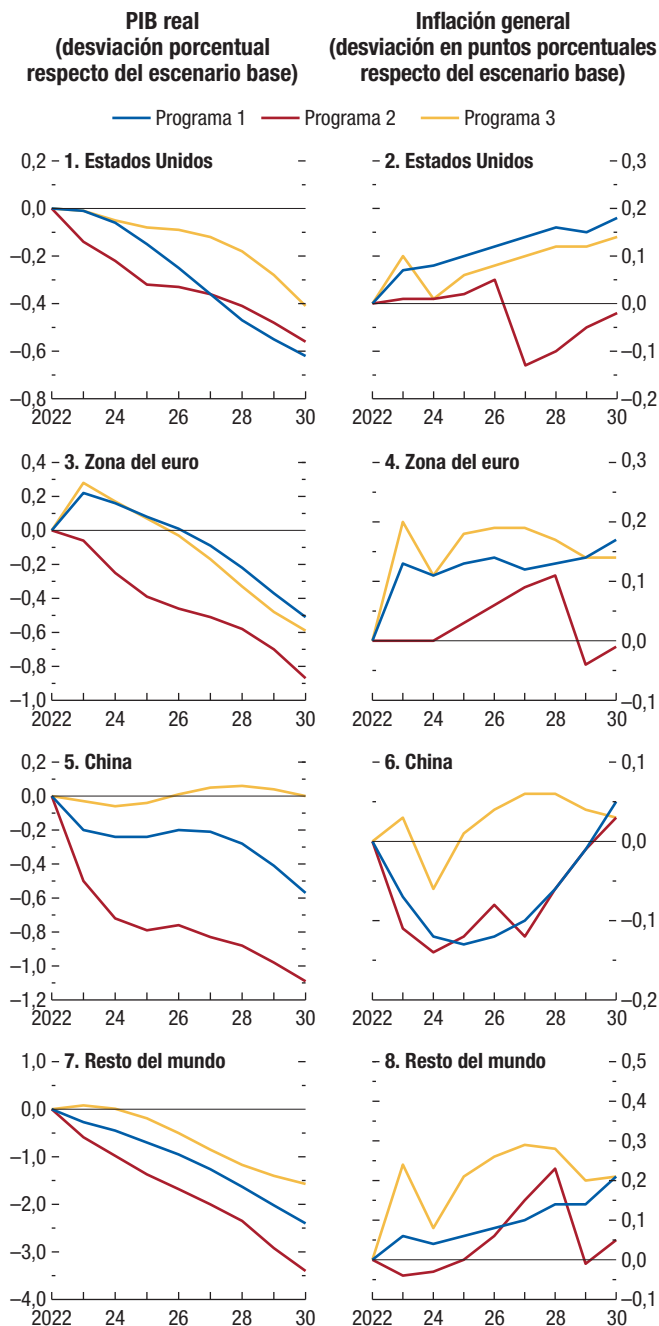 PIB real
(desviación porcentual
respecto del escenario base)
Inflación general
(desviación en puntos porcentuales
respecto del escenario base)
Programa 1 Programa 2 Programa 3
1. Estados Unidos
0,2
0,0
–0,2
–0,4
–0,6
–0,8
2022 24 26 28 30
2. Estados Unidos
0,3
0,2
0,1
0,0
–0,1
–0,2
2022 24 26 28 30
3. Zona del euro
0,4
0,2
0,0
–0,2
–0,4
–0,6
–0,8
–1,0
2022 24 26 28 30
4. Zona del euro
0,3
0,2
0,1
0,0
–0,1
2022 24 26 28 30
5. China
0,2
0,0
–0,2
–0,4
–0,6
–0,8
–1,0
–1,2
2022 24 26 28 30
6. China
0,1
0,0
–0,1
–0,2
2022 24 26 28 30
7. Resto del mundo
1,0
0,0
–1,0
–2,0
–3,0
–4,0
2022 24 26 28 30
8. Resto del mundo
0,5
0,4
0,3
0,2
0,1
0,0
–0,1
2022 24 26 28 30